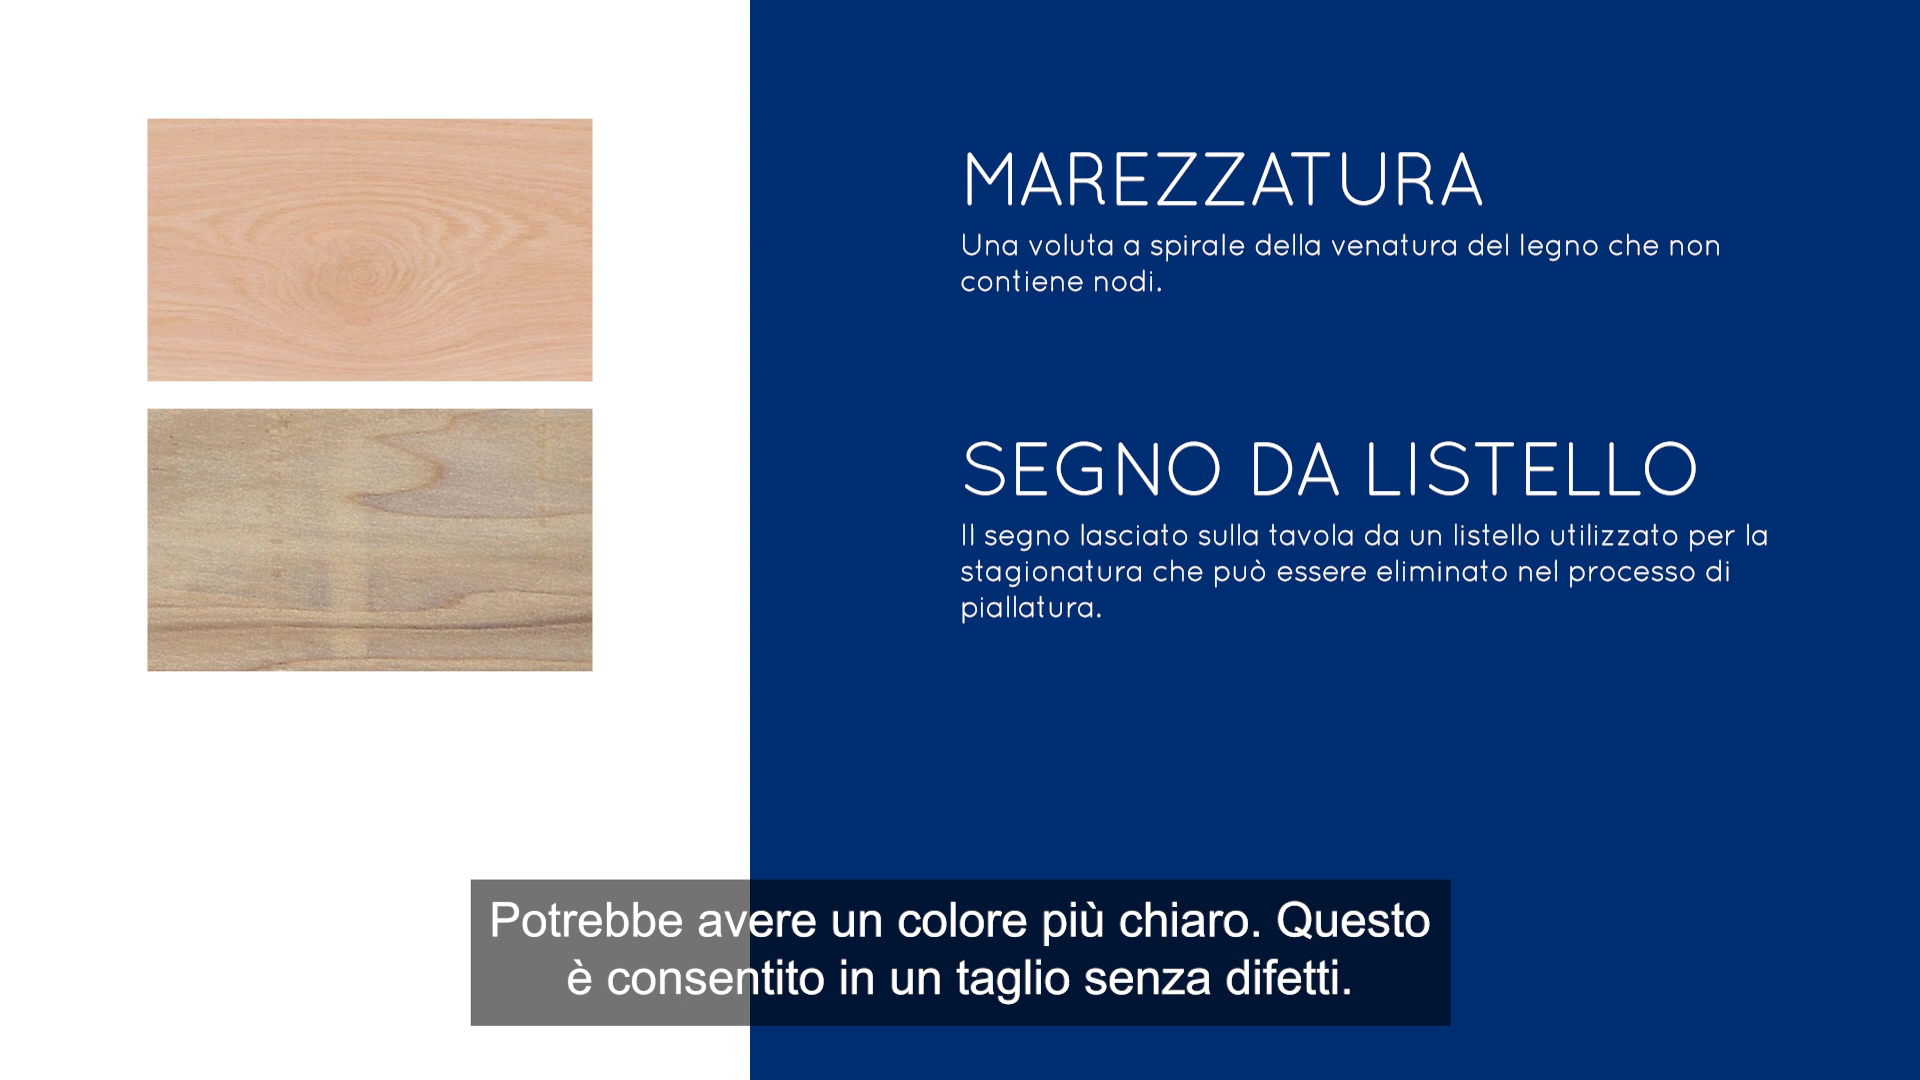 MAREZZATURA
Una voluta a spirale della venatura del legno che non
contiene nodi.
SEGNO DA LISTELLO
Il segno lasciato sulla tavola da un listello utilizzato per la
stagionatura che può essere eliminato nel processo di
piallatura.
Potrebbe avere un colore più chiaro. Questo
è consentito in un taglio senza difetti.